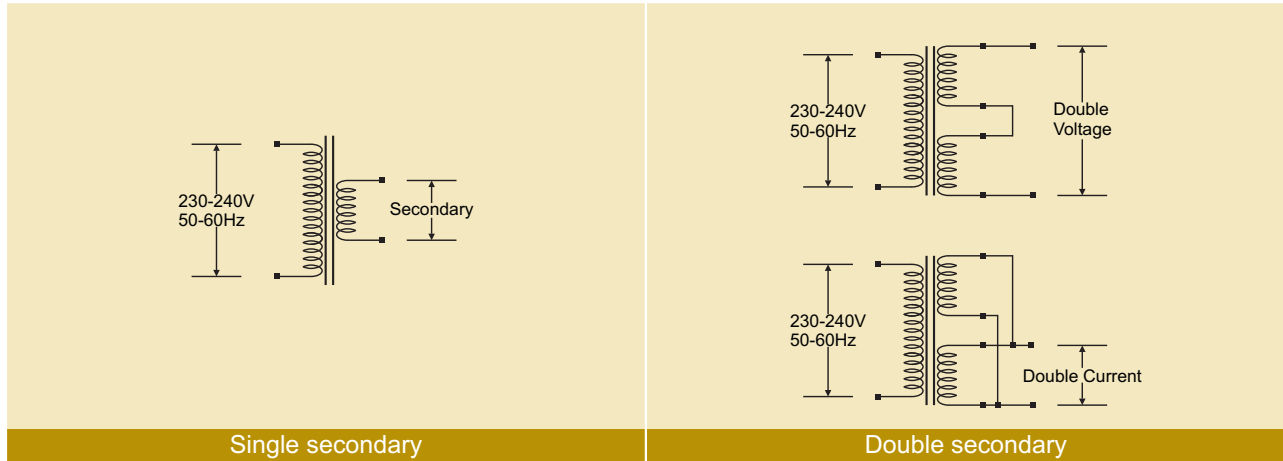 230-240V
50-60Hz
Secondary
Single secondary
230-240V
50-60Hz
Double
Voltage
230-240V
50-60Hz
Double Current
Double secondary